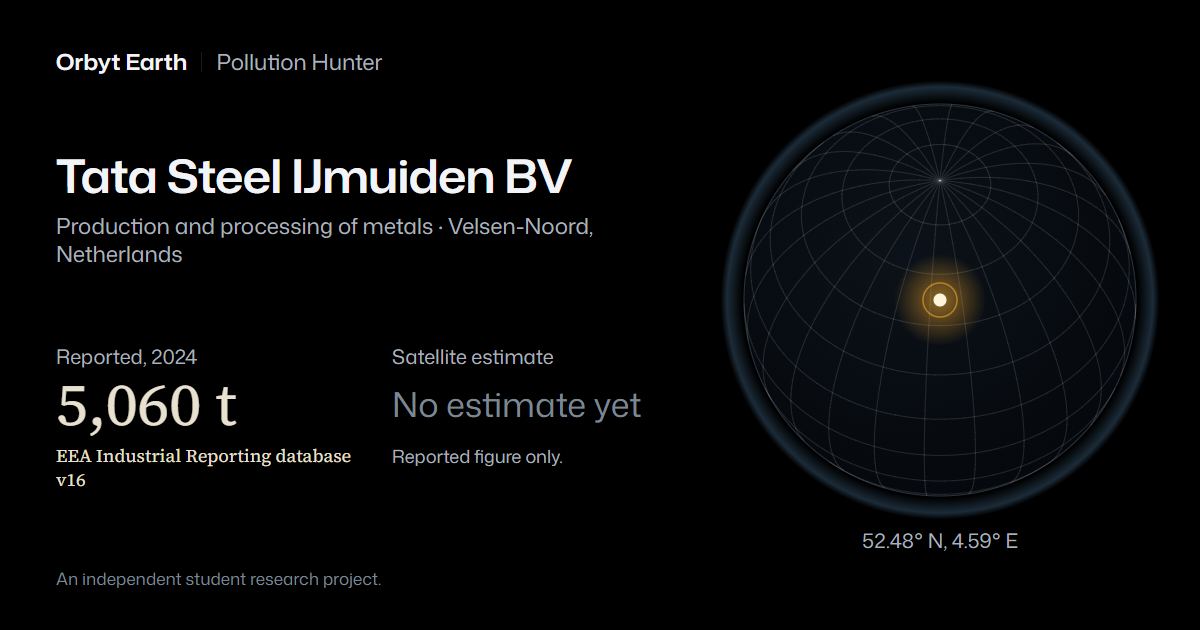 Orbyt Earth | Pollution Hunter
Tata Steel IJmuiden BV
Production and processing of metals · Velsen-Noord,
Netherlands
Reported, 2024
5,060 t
EEA Industrial Reporting database
v16
Satellite estimate
No estimate yet
Reported figure only.
52.48° N, 4.59° E
An independent student research project.